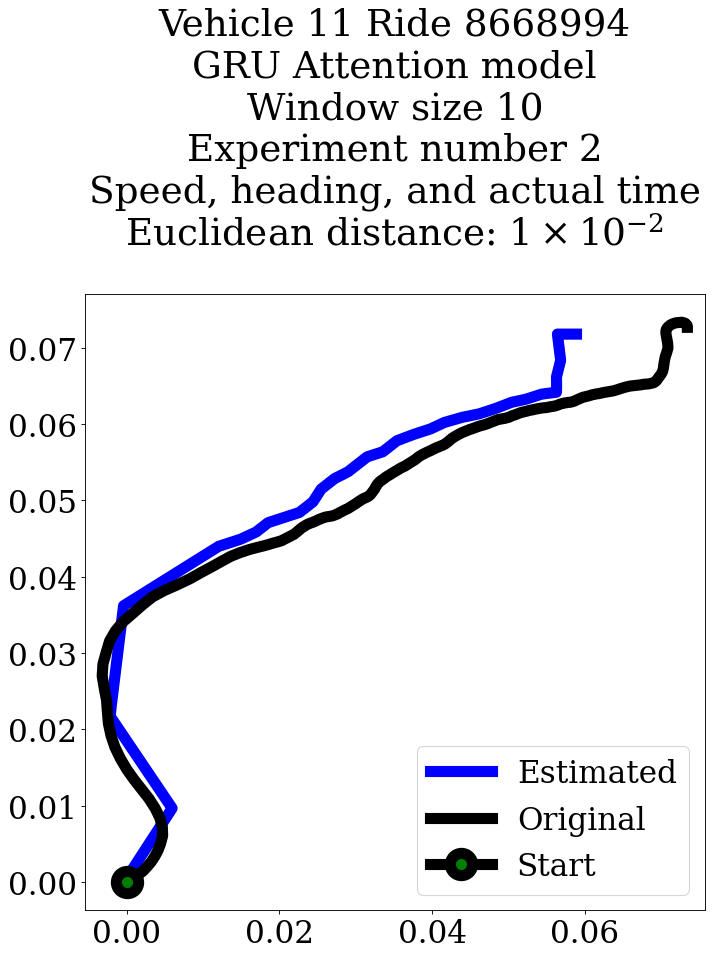 Vehicle 11 Ride 8668994
GRU Attention model
Window size 10
Experiment number 2
Speed, heading, and actual time
Euclidean distance: 1 × 10⁻²
0.07
0.06
0.05
0.04
0.03
0.02
0.01
0.00
Estimated
Original
Start
0.00 0.02 0.04 0.06